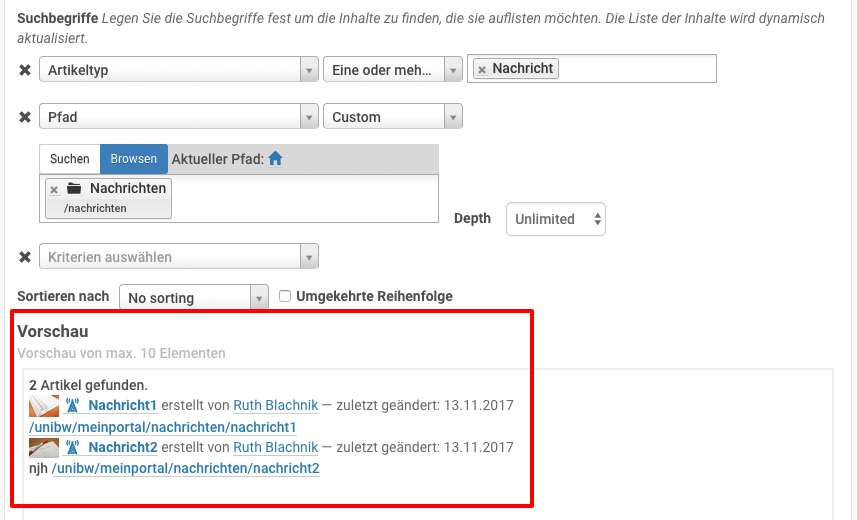 Suchbegriffe Legen Sie die Suchbegriffe fest um die Inhalte zu finden, die sie auflisten möchten. Die Liste der Inhalte wird dynamisch
aktualisiert.
Artikeltyp Eine oder meh... × Nachricht
Pfad Custom
Suchen Browsen Aktueller Pfad:
× Nachrichten
/nachrichten
Depth Unlimited
Kriterien auswählen
Sortieren nach No sorting Umgekehrte Reihenfolge
Vorschau
Vorschau von max. 10 Elementen
2 Artikel gefunden.
Nachricht1 erstellt von Ruth Blachnik — zuletzt geändert: 13.11.2017
/unibw/meinportal/nachrichten/nachricht1
Nachricht2 erstellt von Ruth Blachnik — zuletzt geändert: 13.11.2017
njh /unibw/meinportal/nachrichten/nachricht2